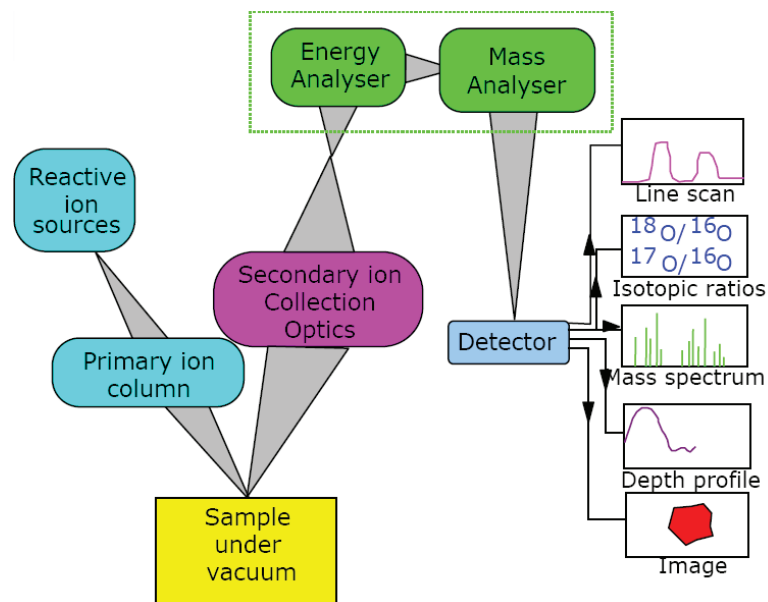 Energy
Analyser
Mass
Analyser
Reactive
ion
sources
Primary ion
column
Secondary ion
Collection
Optics
Sample
under
vacuum
Detector
Line scan
¹⁸O/¹⁶O
¹⁷O/¹⁶O
Isotopic ratios
Mass spectrum
Depth profile
Image